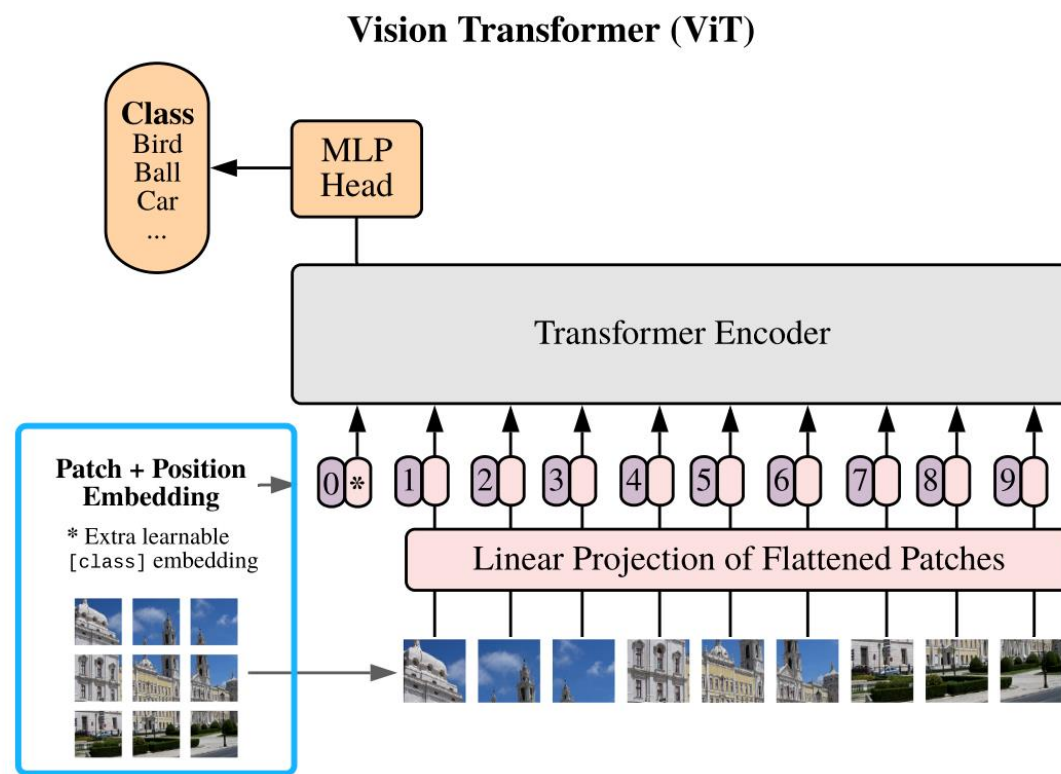 Vision Transformer (ViT)
Class
Bird
Ball
Car
...
MLP
Head
Transformer Encoder
Patch + Position
Embedding
* Extra learnable
[class] embedding
0 * 1 2 3 4 5 6 7 8 9
Linear Projection of Flattened Patches